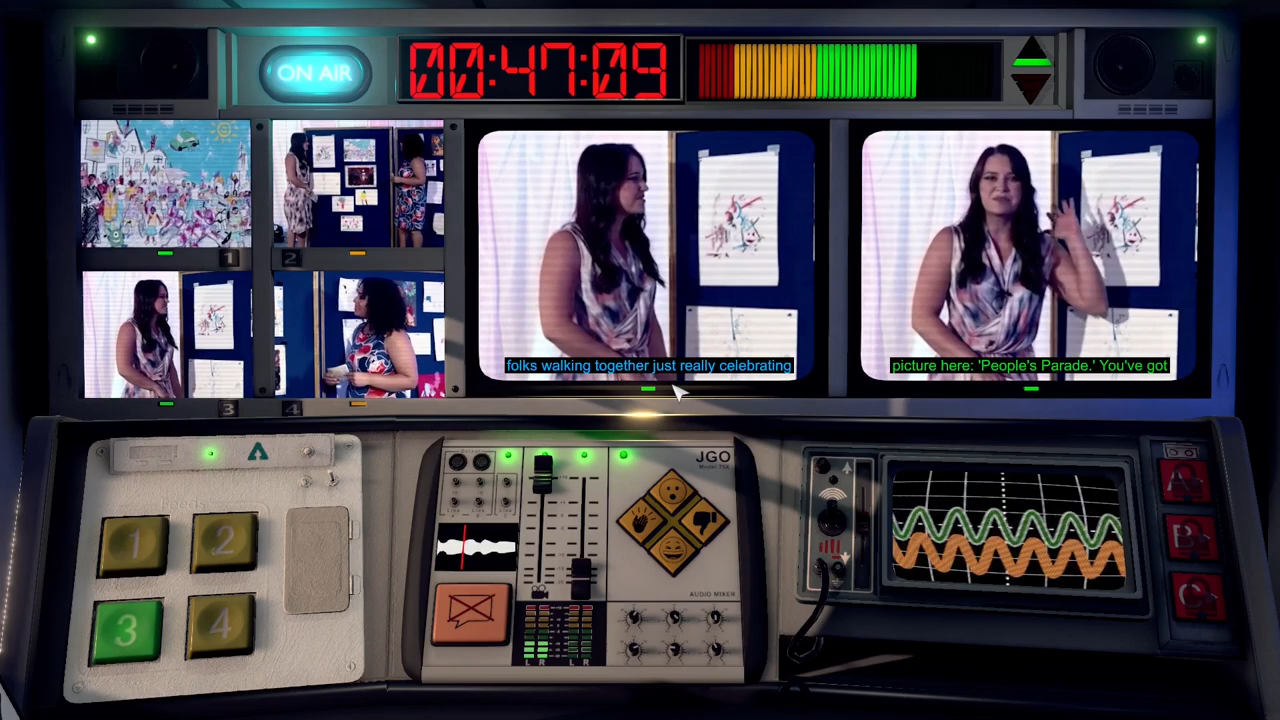 ON AIR
00:47:09
1
2
folks walking together just really celebrating
picture here: 'People's Parade.' You've got
3
4
JGO
1
2
3
4
AUDIO MIXER
L R
L R
A
B
C